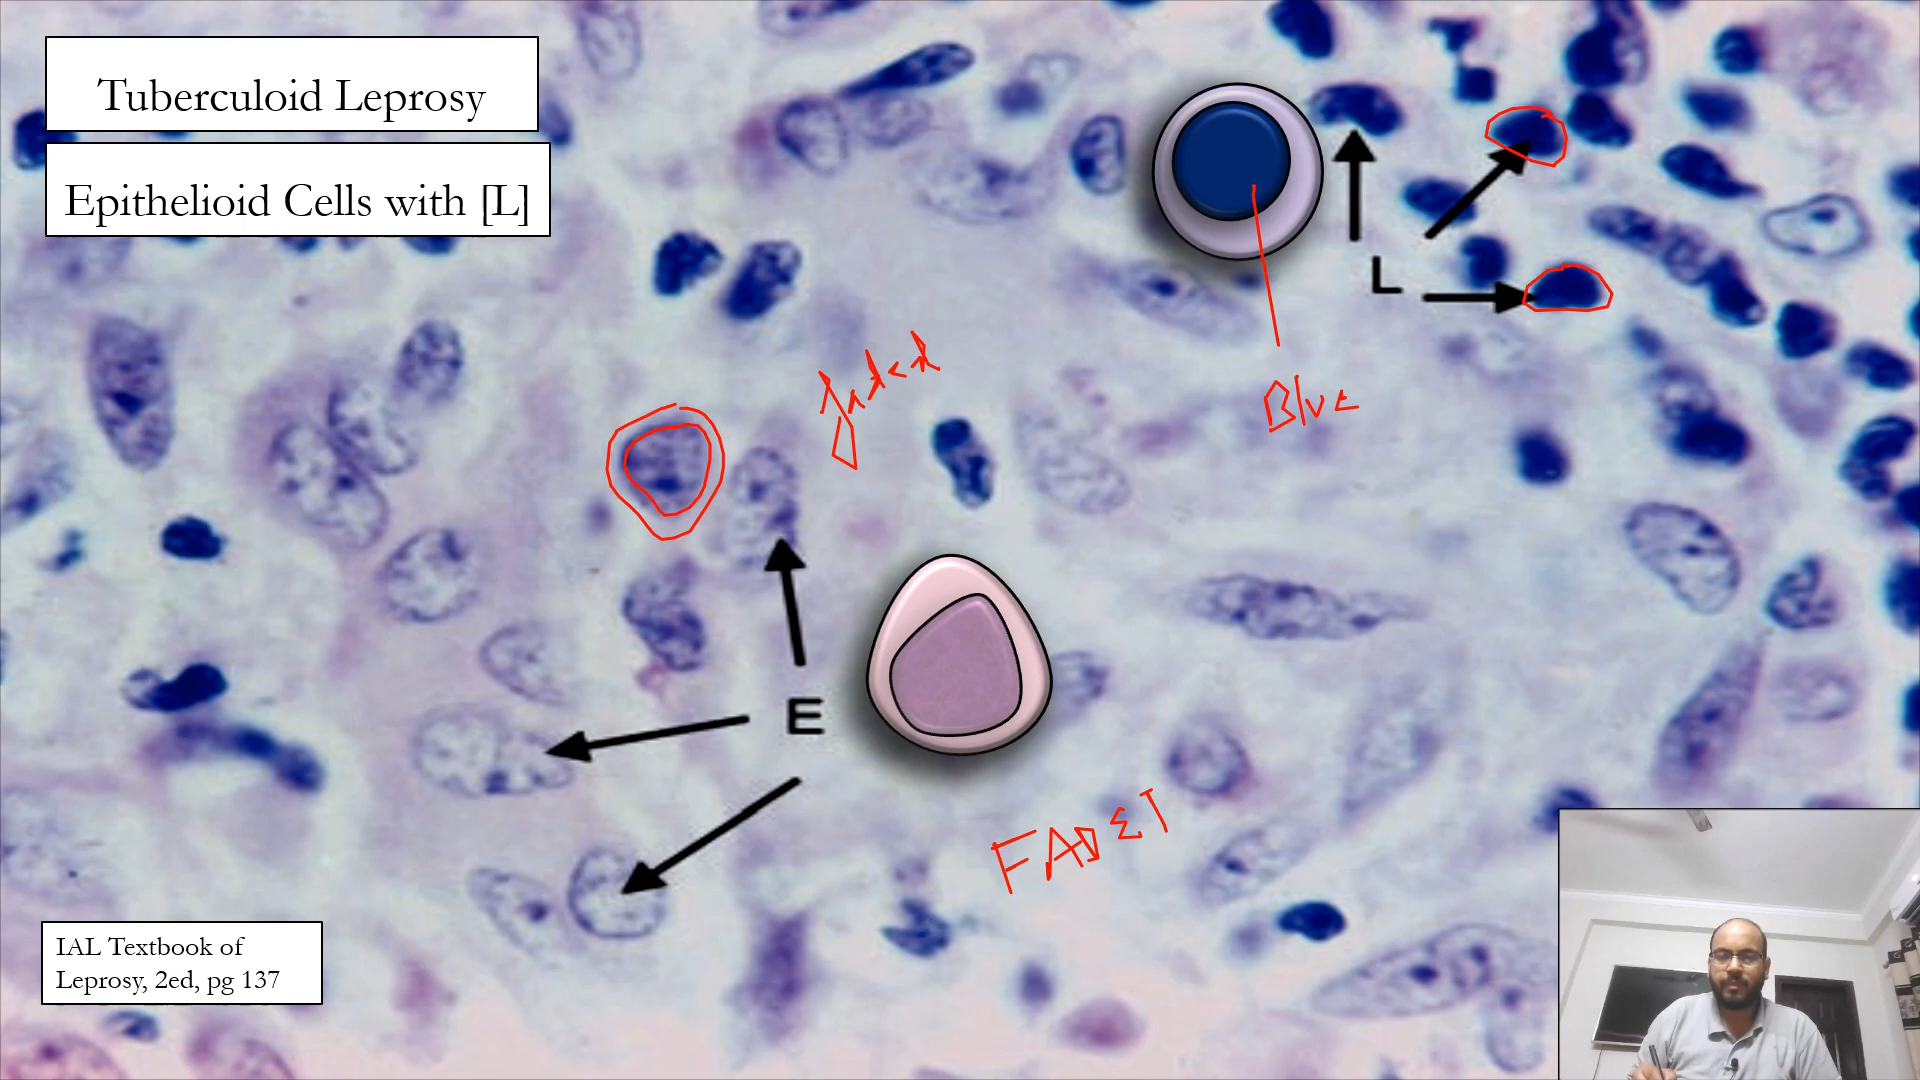 Tuberculoid Leprosy
Epithelioid Cells with [L]
L
Blue
faded
E
FADET
IAL Textbook of
Leprosy, 2ed, pg 137